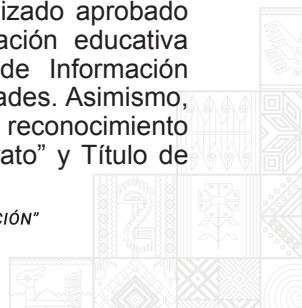 izado aprobado
ación educativa
de Información
ades. Asimismo,
reconocimiento
ato” y Título de
CIÓN”